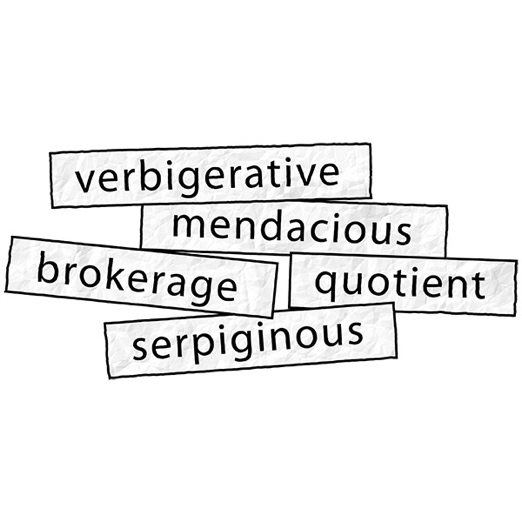 verbigerative
mendacious
brokerage
quotient
serpiginous